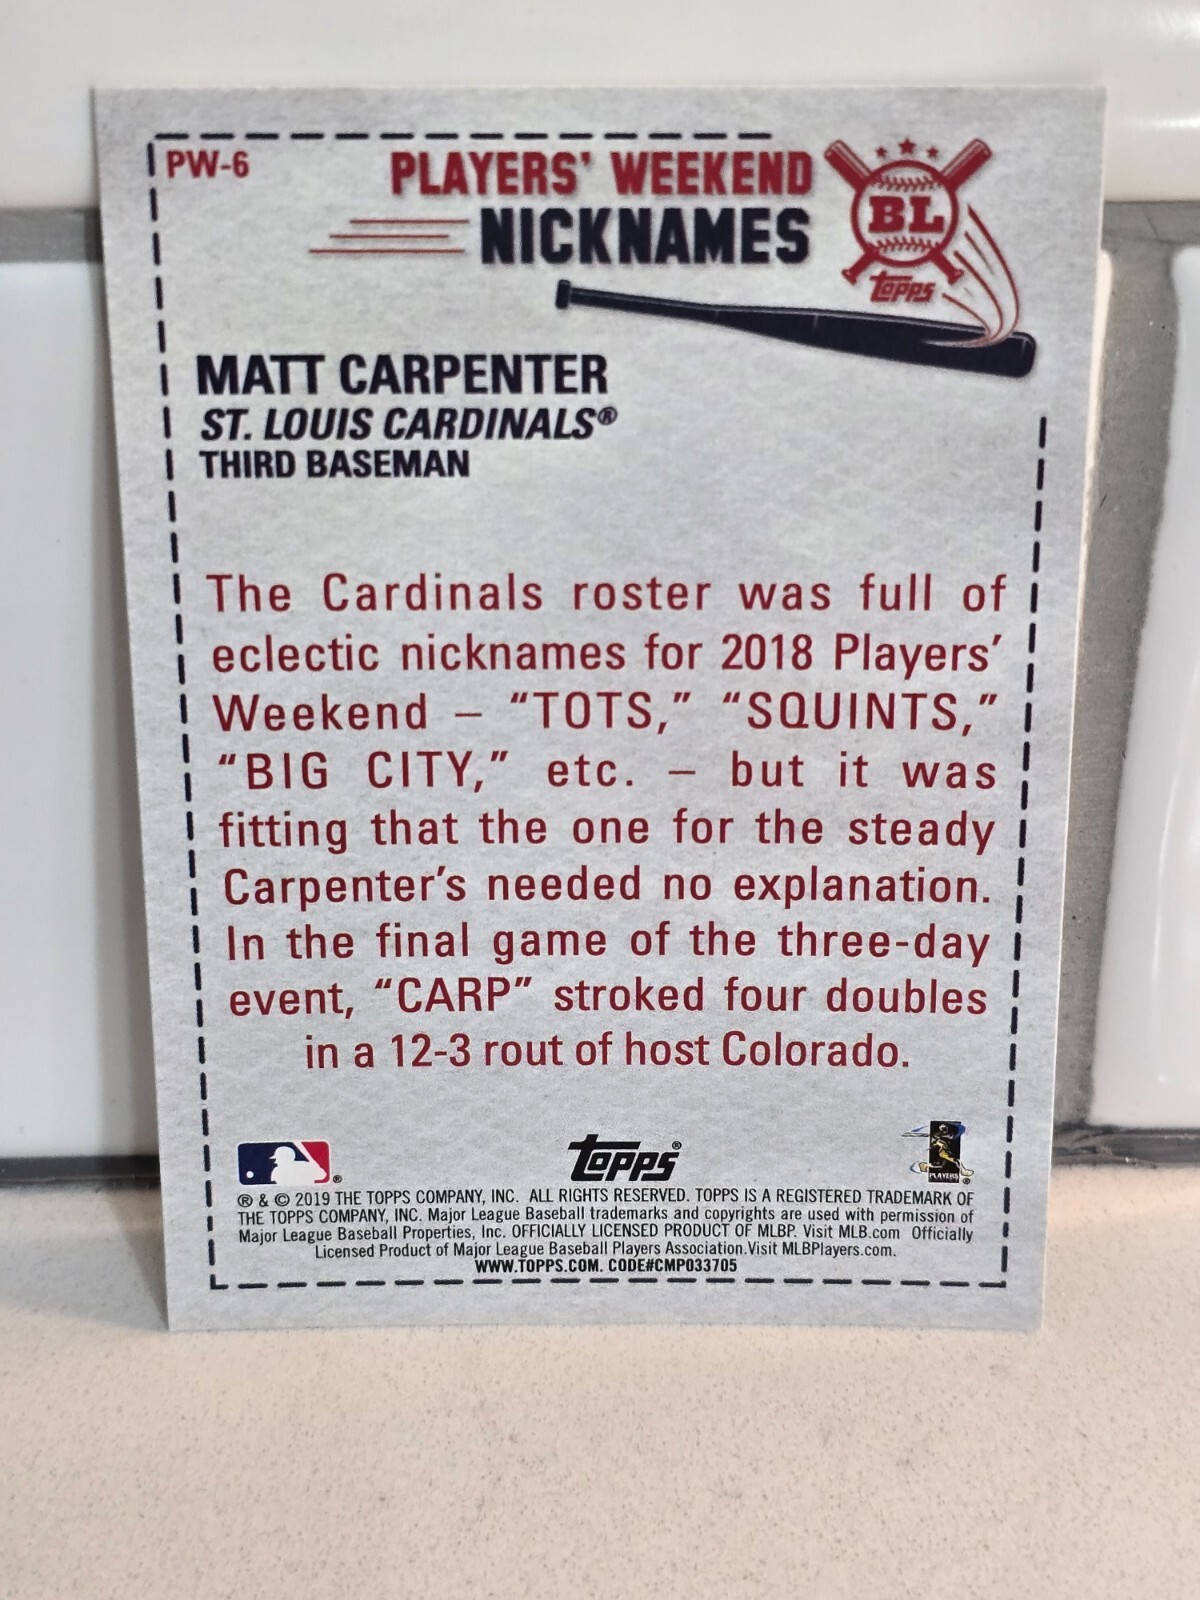 PW-6
PLAYERS' WEEKEND
NICKNAMES
BL
topps
MATT CARPENTER
ST. LOUIS CARDINALS®
THIRD BASEMAN
The Cardinals roster was full of
eclectic nicknames for 2018 Players'
Weekend – “TOTS,” “SQUINTS,”
“BIG CITY,” etc. – but it was
fitting that the one for the steady
Carpenter's needed no explanation.
In the final game of the three-day
event, “CARP” stroked four doubles
in a 12-3 rout of host Colorado.
®
topps®
PLAYERS ®
® & © 2019 THE TOPPS COMPANY, INC. ALL RIGHTS RESERVED. TOPPS IS A REGISTERED TRADEMARK OF
THE TOPPS COMPANY, INC. Major League Baseball trademarks and copyrights are used with permission of
Major League Baseball Properties, Inc. OFFICIALLY LICENSED PRODUCT OF MLBP. Visit MLB.com Officially
Licensed Product of Major League Baseball Players Association.Visit MLBPlayers.com.
WWW.TOPPS.COM. CODE#CMP033705